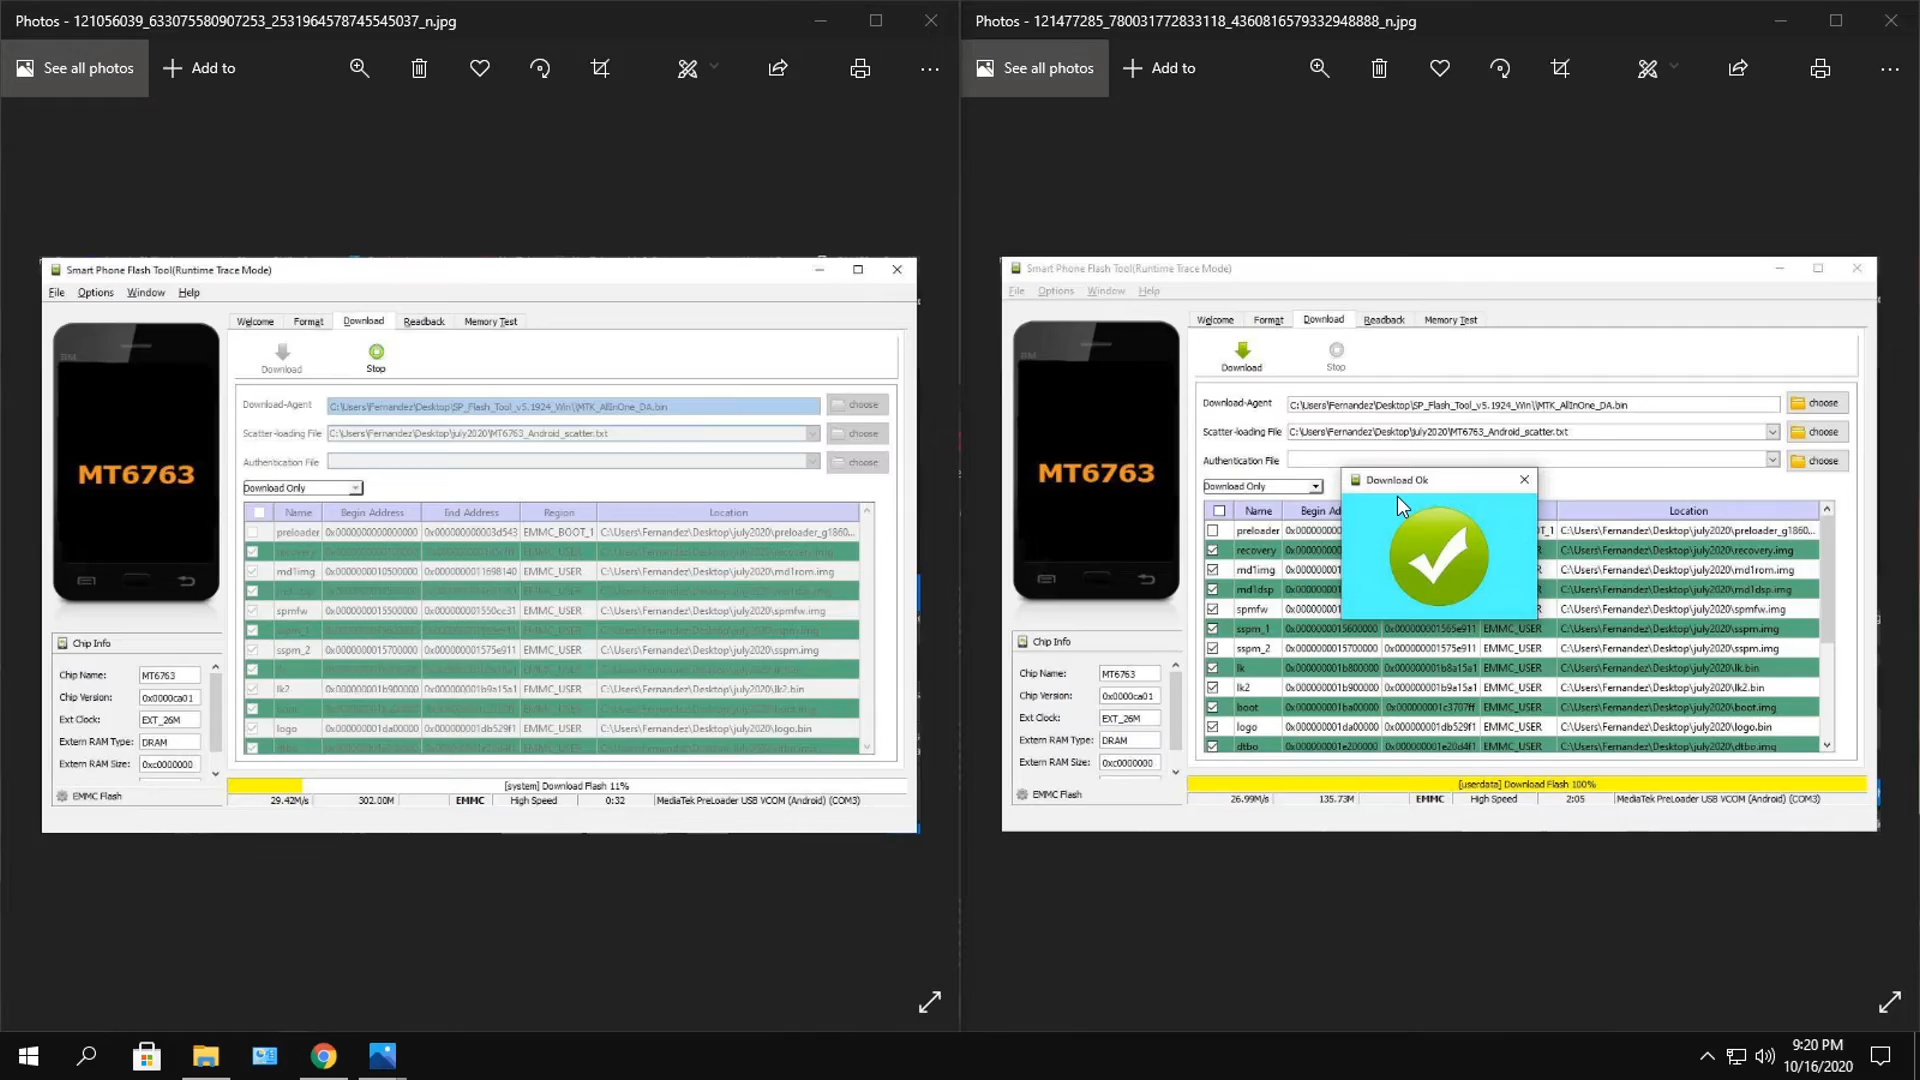 Photos - 121056039_633075580907253_2531964578745545037_n.jpg
See all photos
Add to
Smart Phone Flash Tool(Runtime Trace Mode)
File Options Window Help
Welcome Format Download Readback Memory Test
Download
Stop
Download-Agent C:\Users\Fernandez\Desktop\SP_Flash_Tool_v5.1924_Win\\MTK_AllInOne_DA.bin choose
Scatter-loading File C:\Users\Fernandez\Desktop\july2020\MT6763_Android_scatter.txt choose
Authentication File choose
Download Only
MT6763
Name Begin Address End Address Region Location
preloader 0x0000000000000000 0x000000000003d543 EMMC_BOOT_1 C:\Users\Fernandez\Desktop\july2020\preloader_g1860...
md1img 0x0000000010500000 0x0000000011698140 EMMC_USER C:\Users\Fernandez\Desktop\july2020\md1rom.img
spmfw 0x0000000015500000 0x000000001550cc31 EMMC_USER C:\Users\Fernandez\Desktop\july2020\spmfw.img
sspm_2 0x0000000015700000 0x000000001575e911 EMMC_USER C:\Users\Fernandez\Desktop\july2020\sspm.img
lk2 0x000000001b900000 0x000000001b9a15a1 EMMC_USER C:\Users\Fernandez\Desktop\july2020\lk2.bin
logo 0x000000001da00000 0x000000001db529f1 EMMC_USER C:\Users\Fernandez\Desktop\july2020\logo.bin
Chip Info
Chip Name: MT6763
Chip Version: 0x0000ca01
Ext Clock: EXT_26M
Extern RAM Type: DRAM
Extern RAM Size: 0xc0000000
EMMC Flash
[system] Download Flash 11%
29.42M/s 302.00M EMMC High Speed 0:32 MediaTek PreLoader USB VCOM (Android) (COM3)
Photos - 121477285_780031772833118_4360816579332948888_n.jpg
See all photos
Add to
Smart Phone Flash Tool(Runtime Trace Mode)
File Options Window Help
Welcome Format Download Readback Memory Test
Download
Stop
Download-Agent C:\Users\Fernandez\Desktop\SP_Flash_Tool_v5.1924_Win\\MTK_AllInOne_DA.bin choose
Scatter-loading File C:\Users\Fernandez\Desktop\july2020\MT6763_Android_scatter.txt choose
Authentication File choose
Download Only
Download Ok
MT6763
Name Begin Ad Location
preloader 0x0000000 T_1 C:\Users\Fernandez\Desktop\july2020\preloader_g1860...
recovery 0x0000000 R C:\Users\Fernandez\Desktop\july2020\recovery.img
md1img 0x0000000 R C:\Users\Fernandez\Desktop\july2020\md1rom.img
md1dsp 0x0000000 R C:\Users\Fernandez\Desktop\july2020\md1dsp.img
spmfw 0x0000000 R C:\Users\Fernandez\Desktop\july2020\spmfw.img
sspm_1 0x0000000015600000 0x000000001565e911 EMMC_USER C:\Users\Fernandez\Desktop\july2020\sspm.img
sspm_2 0x0000000015700000 0x000000001575e911 EMMC_USER C:\Users\Fernandez\Desktop\july2020\sspm.img
lk 0x000000001b800000 0x000000001b8a15a1 EMMC_USER C:\Users\Fernandez\Desktop\july2020\lk.bin
lk2 0x000000001b900000 0x000000001b9a15a1 EMMC_USER C:\Users\Fernandez\Desktop\july2020\lk2.bin
boot 0x000000001ba00000 0x000000001c3707ff EMMC_USER C:\Users\Fernandez\Desktop\july2020\boot.img
logo 0x000000001da00000 0x000000001db529f1 EMMC_USER C:\Users\Fernandez\Desktop\july2020\logo.bin
dtbo 0x000000001e200000 0x000000001e20d4f1 EMMC_USER C:\Users\Fernandez\Desktop\july2020\dtbo.img
Chip Info
Chip Name: MT6763
Chip Version: 0x0000ca01
Ext Clock: EXT_26M
Extern RAM Type: DRAM
Extern RAM Size: 0xc0000000
EMMC Flash
[userdata] Download Flash 100%
26.99M/s 135.73M EMMC High Speed 2:05 MediaTek PreLoader USB VCOM (Android) (COM3)
9:20 PM
10/16/2020